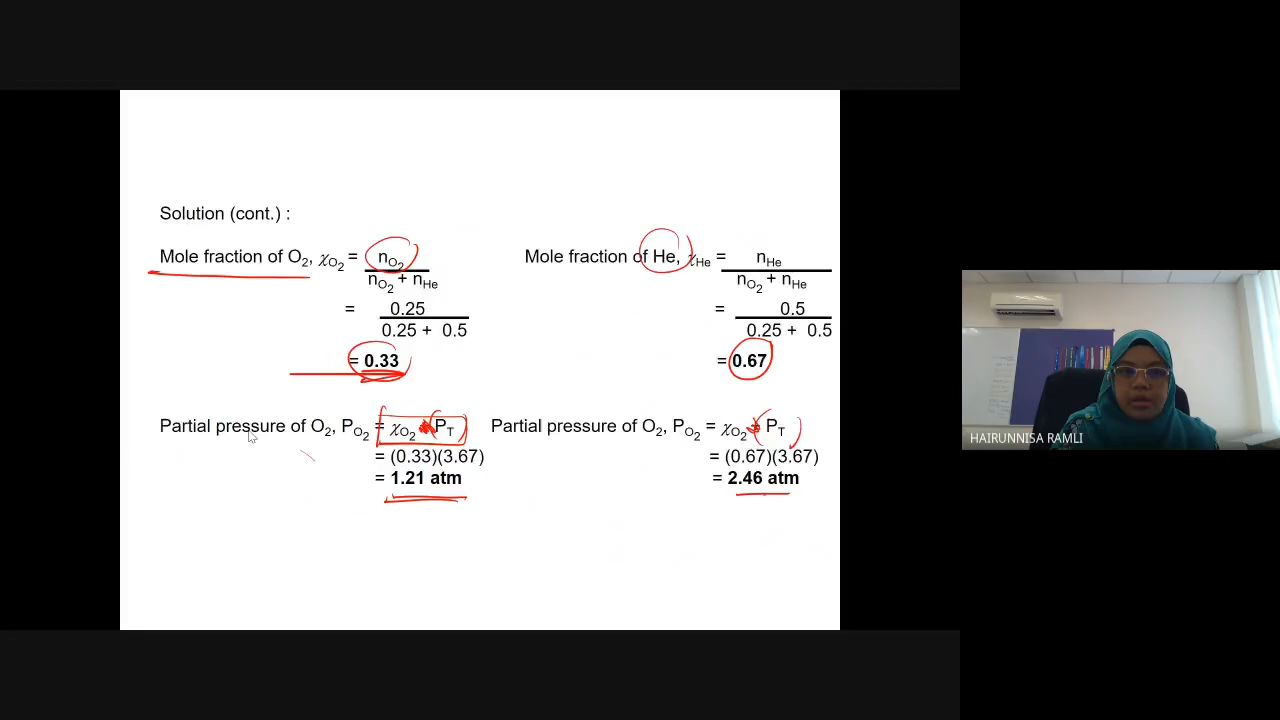 Solution (cont.) :
Mole fraction of O2, χO2 = nO2
nO2 + nHe
= 0.25
0.25 + 0.5
= 0.33
Partial pressure of O2, PO2 = χO2 * PT
= (0.33)(3.67)
= 1.21 atm
Mole fraction of He, χHe = nHe
nO2 + nHe
= 0.5
0.25 + 0.5
= 0.67
Partial pressure of O2, PO2 = χO2 * PT
= (0.67)(3.67)
= 2.46 atm
HAIRUNNISA RAMLI